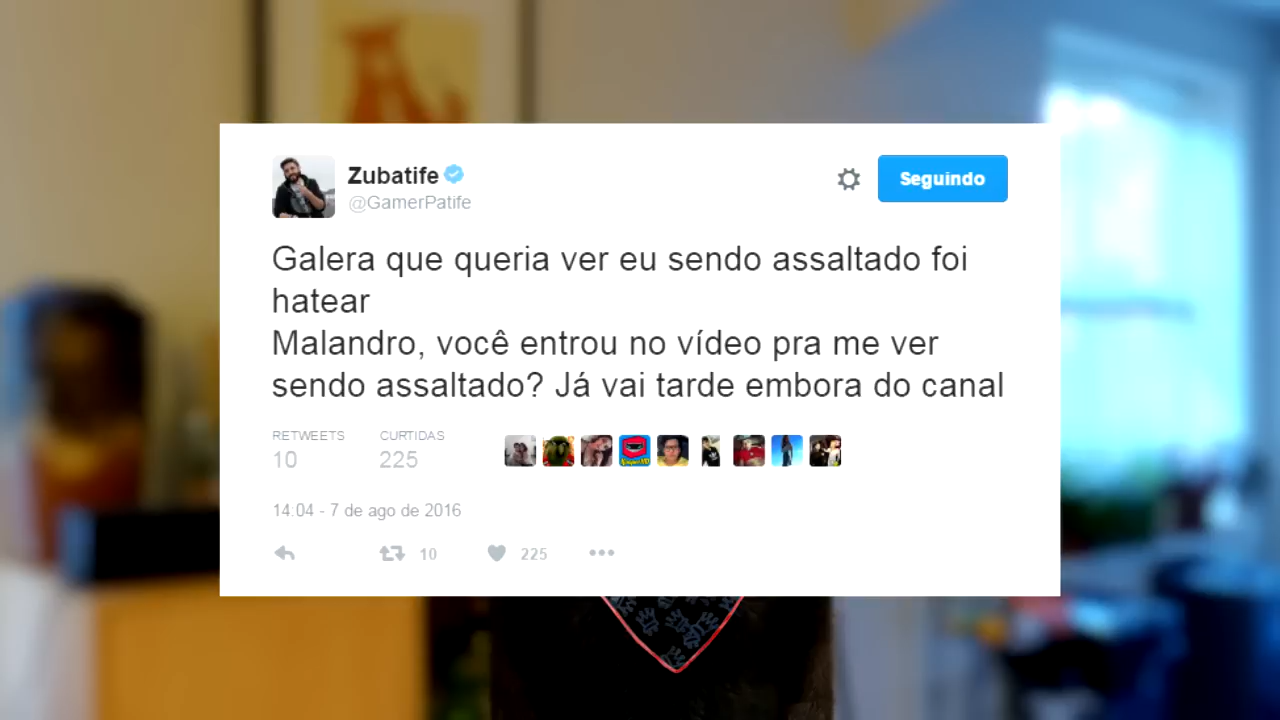 Zubatife
@GamerPatife
Seguindo
Galera que queria ver eu sendo assaltado foi
hatear
Malandro, você entrou no vídeo pra me ver
sendo assaltado? Já vai tarde embora do canal
RETWEETS CURTIDAS
10 225
14:04 - 7 de ago de 2016
10 225